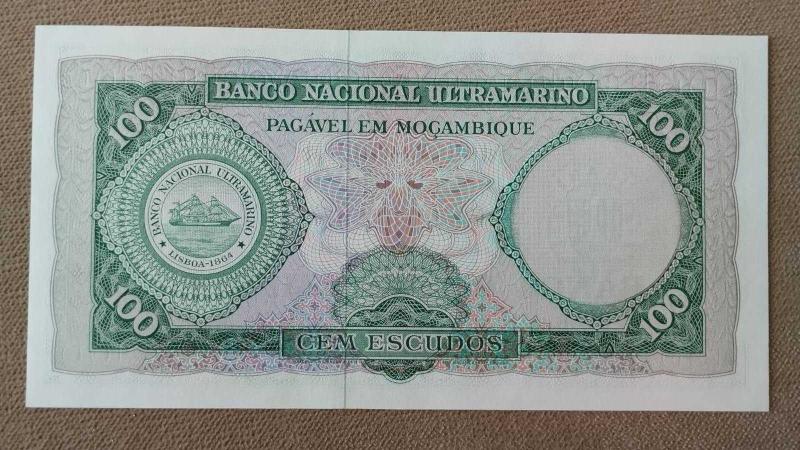 BANCO NACIONAL ULTRAMARINO
PAGÁVEL EM MOÇAMBIQUE
100
100
BANCO NACIONAL ULTRAMARINO
LISBOA-1864
100
100
CEM ESCUDOS